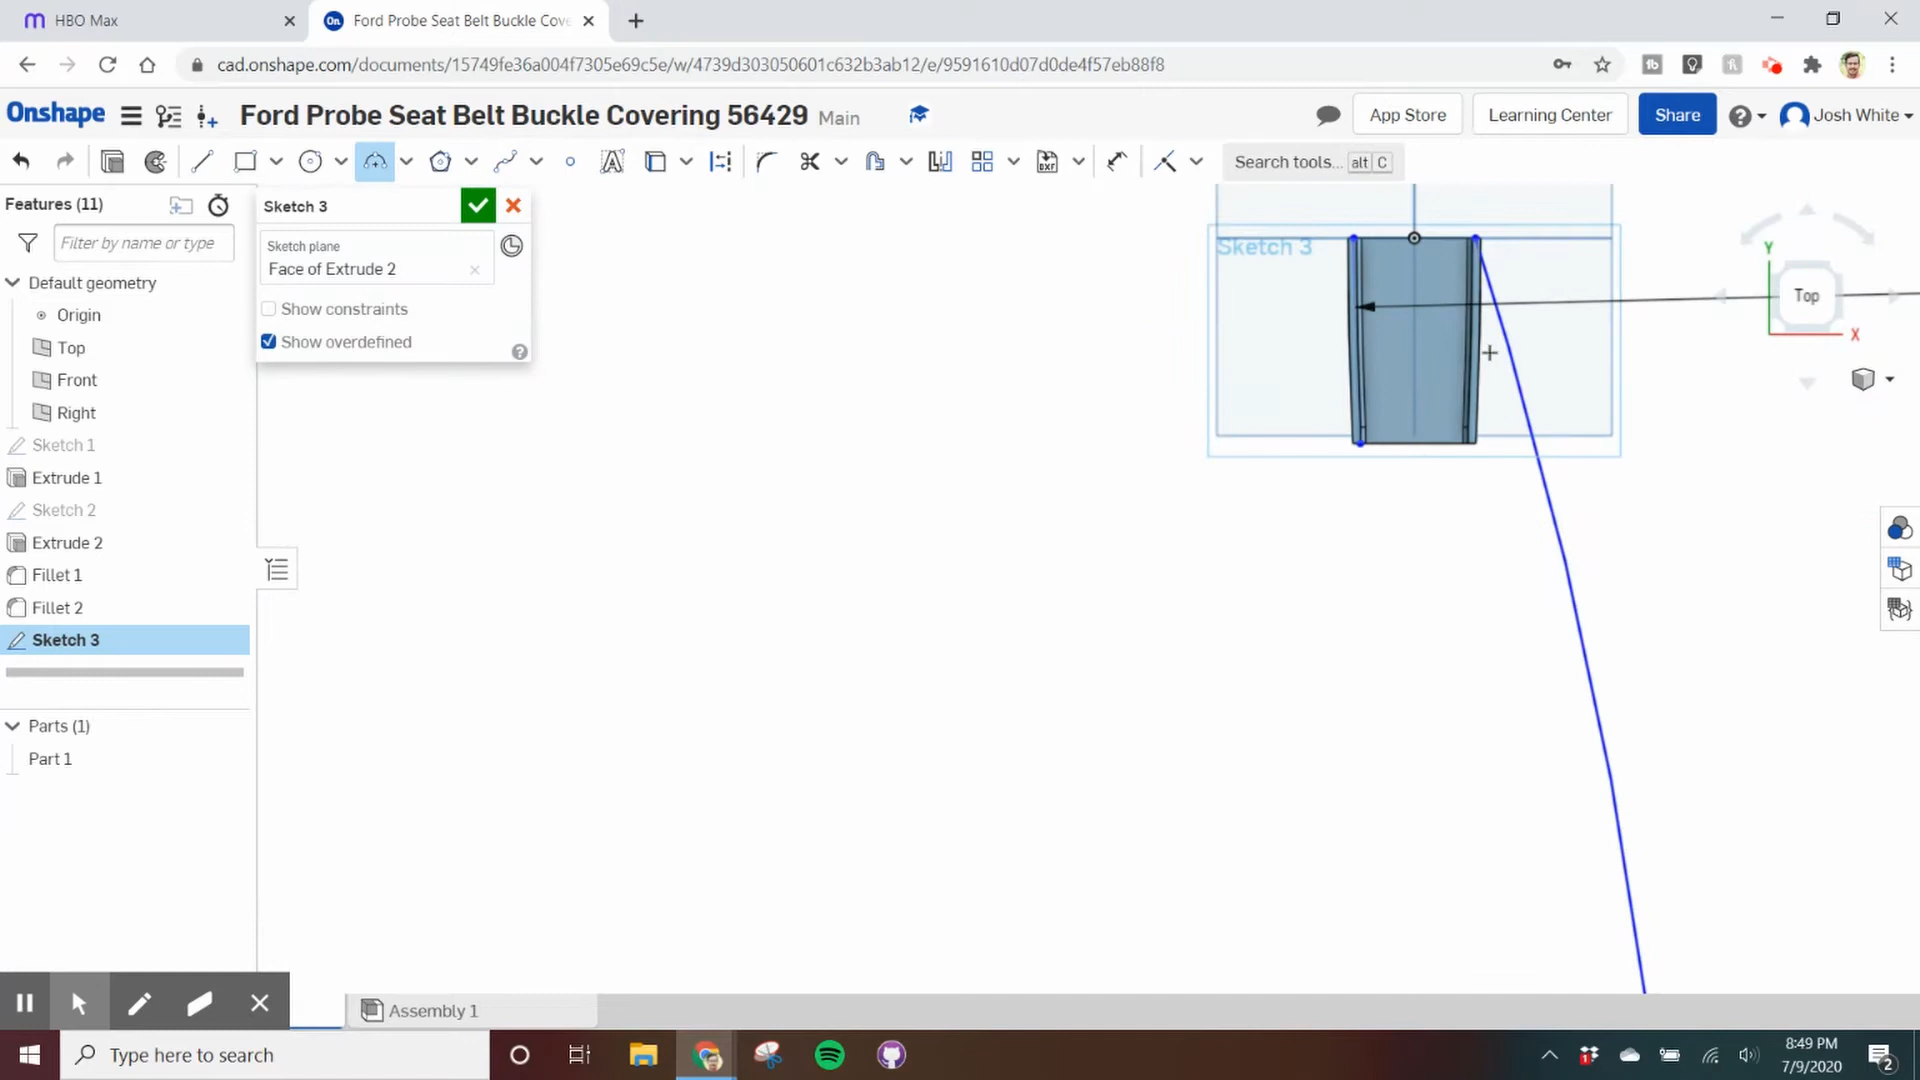 HBO Max
Ford Probe Seat Belt Buckle Cove
cad.onshape.com/documents/15749fe36a004f7305e69c5e/w/4739d303050601c632b3ab12/e/9591610d07d0de4f57eb88f8
Onshape
Ford Probe Seat Belt Buckle Covering 56429 Main
App Store
Learning Center
Share
Josh White
Search tools... alt C
Features (11)
Filter by name or type
Default geometry
Origin
Top
Front
Right
Sketch 1
Extrude 1
Sketch 2
Extrude 2
Fillet 1
Fillet 2
Sketch 3
Parts (1)
Part 1
Sketch 3
Sketch plane
Face of Extrude 2
Show constraints
Show overdefined
Sketch 3
Y
Top
X
Assembly 1
Type here to search
8:49 PM
7/9/2020
2